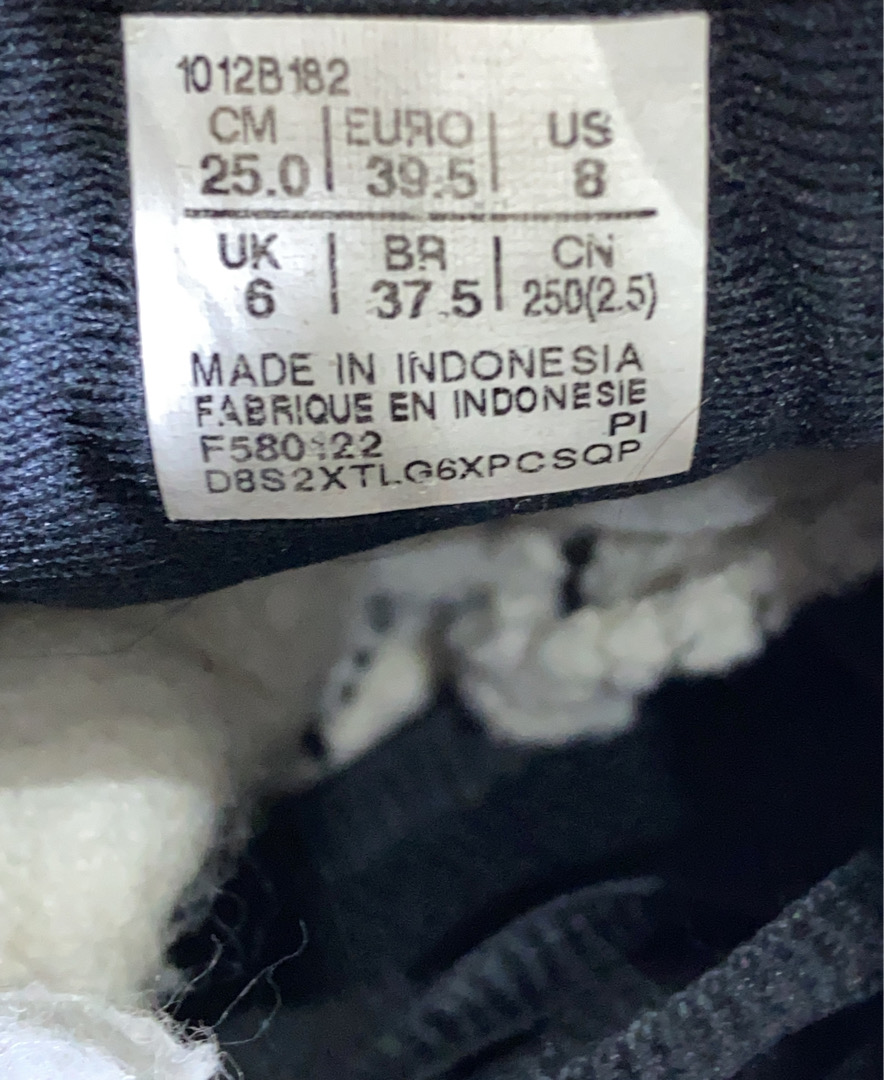 1012B182
CM | EURO | US
25.0 | 39.5 | 8
UK | BR | CN
6 | 37.5 | 250(2.5)
MADE IN INDONESIA
FABRIQUE EN INDONESIE
PI
D8S2XTLG6XPCSQP